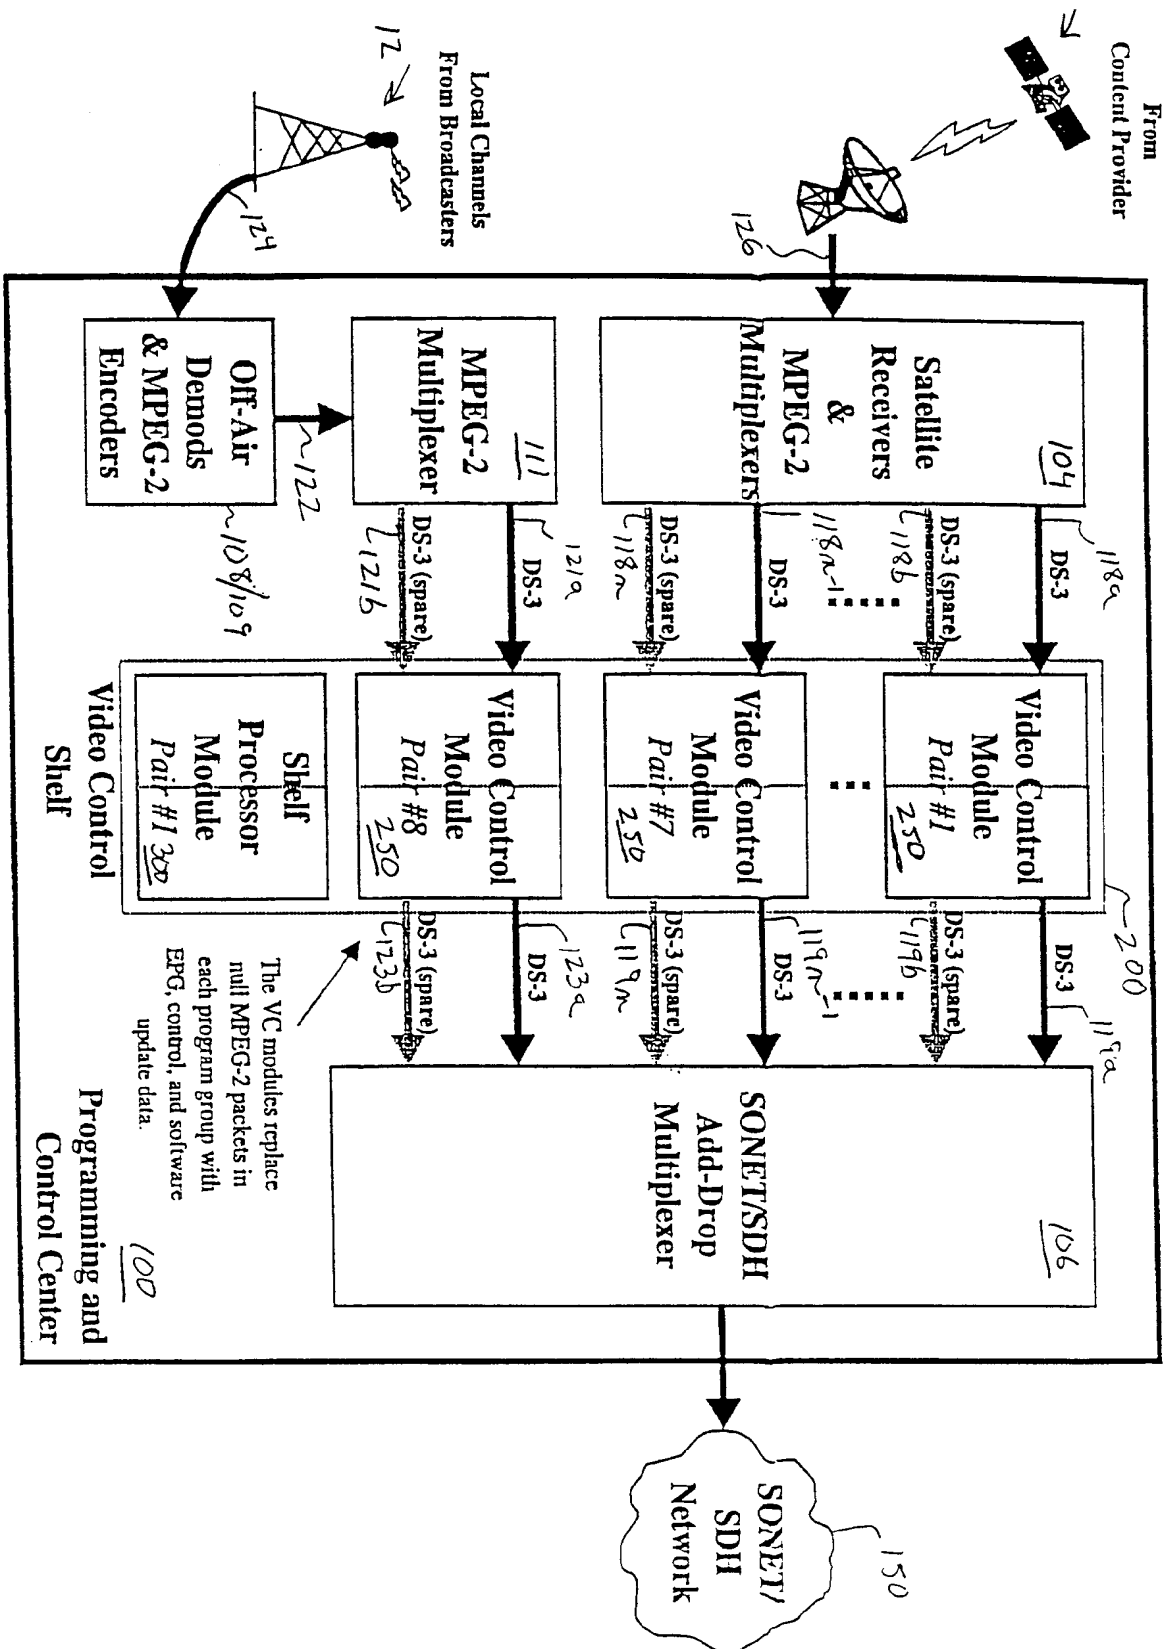 From
Content Provider
126
Local Channels
From Broadcasters
12
124
Satellite
Receivers
&
MPEG-2
Multiplexers
104
MPEG-2
Multiplexer
111
Off-Air
Demods
& MPEG-2
Encoders
108/109
122
118a
DS-3
DS-3 (spare)
118b
118n-1
DS-3
DS-3 (spare)
118n
121a
DS-3
DS-3 (spare)
121b
Video Control
Module
Pair #1
250
Video Control
Module
Pair #7
250
Video Control
Module
Pair #8
250
Shelf
Processor
Module
Pair #1 300
Video Control
Shelf
200
DS-3
119a
DS-3 (spare)
119b
119n-1
DS-3
DS-3 (spare)
119n
123a
DS-3
DS-3 (spare)
123b
The VC modules replace
null MPEG-2 packets in
each program group with
EPG, control, and software
update data.
SONET/SDH
Add-Drop
Multiplexer
106
100
Programming and
Control Center
SONET/
SDH
Network
150